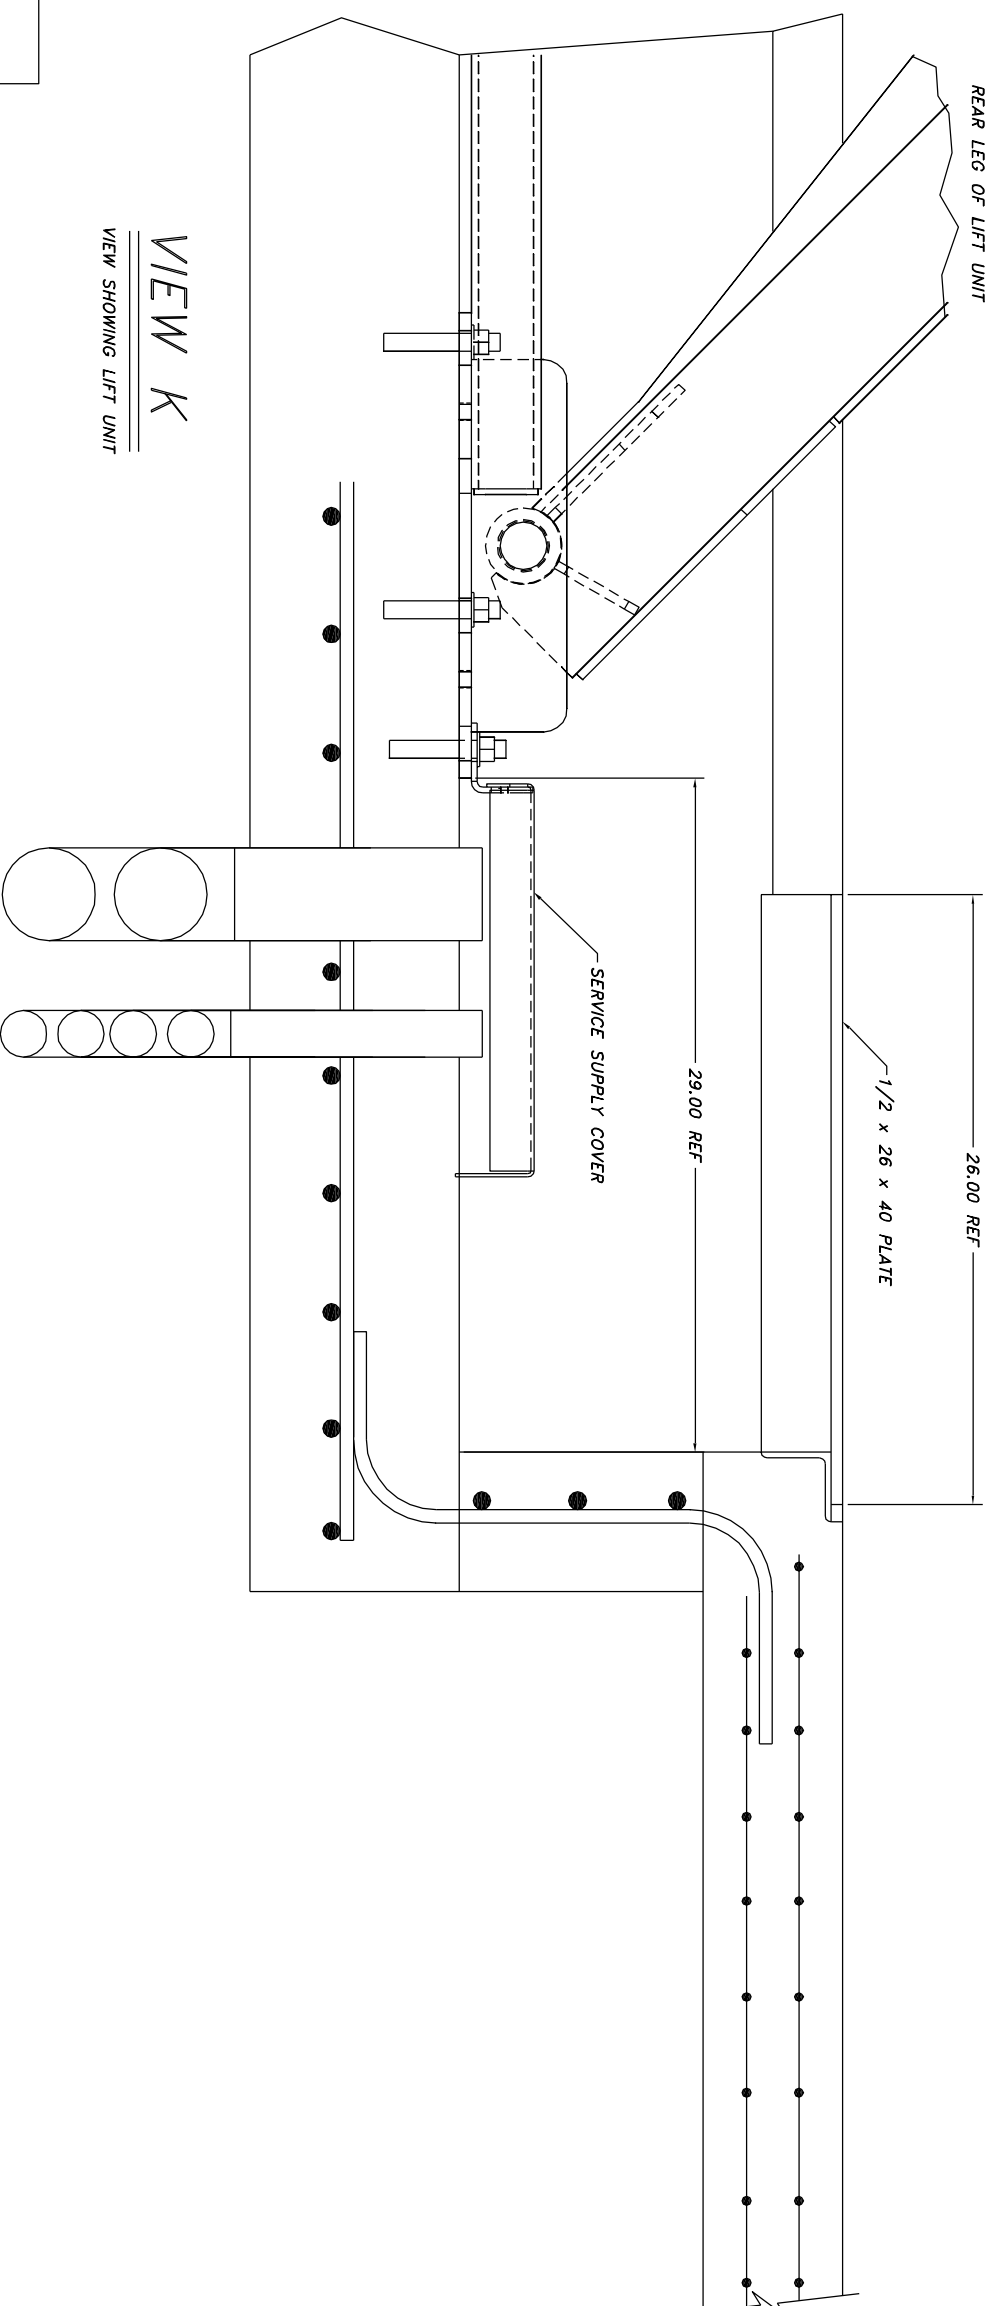 REAR LEG OF LIFT UNIT
26.00 REF
1/2 x 26 x 40 PLATE
29.00 REF
SERVICE SUPPLY COVER
VIEW K
VIEW SHOWING LIFT UNIT